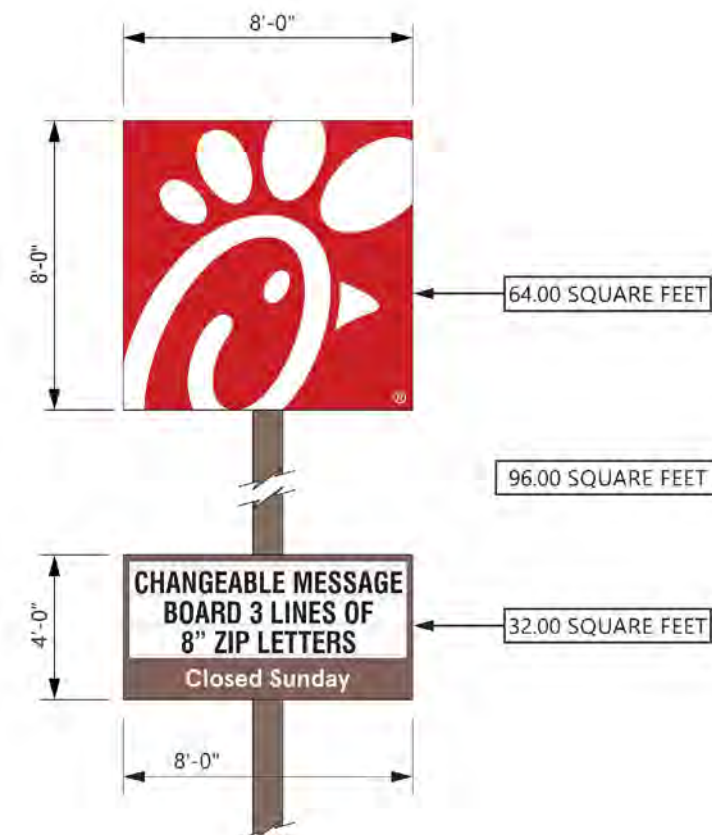 8'-0"
8'-0"
64.00 SQUARE FEET
®
96.00 SQUARE FEET
CHANGEABLE MESSAGE
BOARD 3 LINES OF
8” ZIP LETTERS
4'-0"
32.00 SQUARE FEET
Closed Sunday
8'-0"